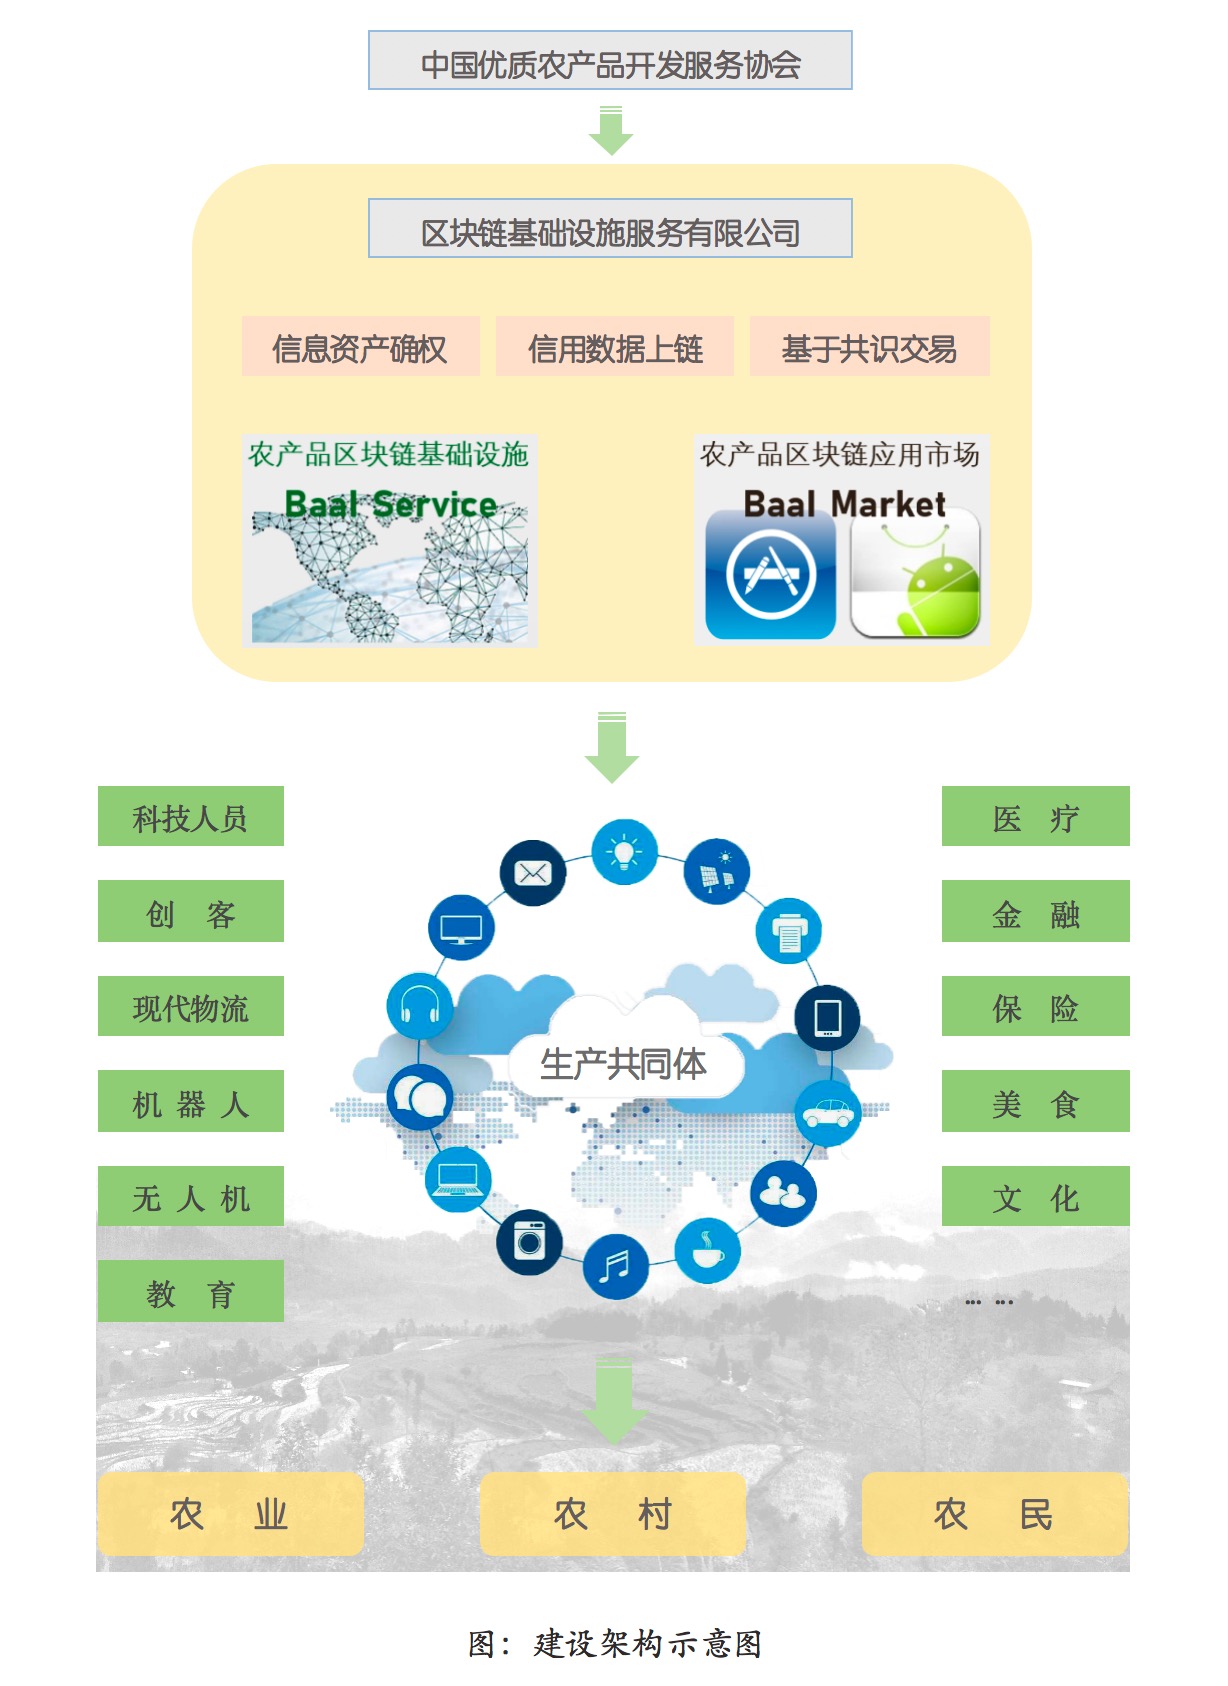 中国优质农产品开发服务协会
区块链基础设施服务有限公司
信息资产确权
信用数据上链
基于共识交易
农产品区块链基础设施
Baal Service
农产品区块链应用市场
Baal Market
科技人员
创 客
现代物流
机 器 人
无 人 机
教 育
生产共同体
医 疗
金 融
保 险
美 食
文 化
… …
农 业
农 村
农 民
图：建设架构示意图